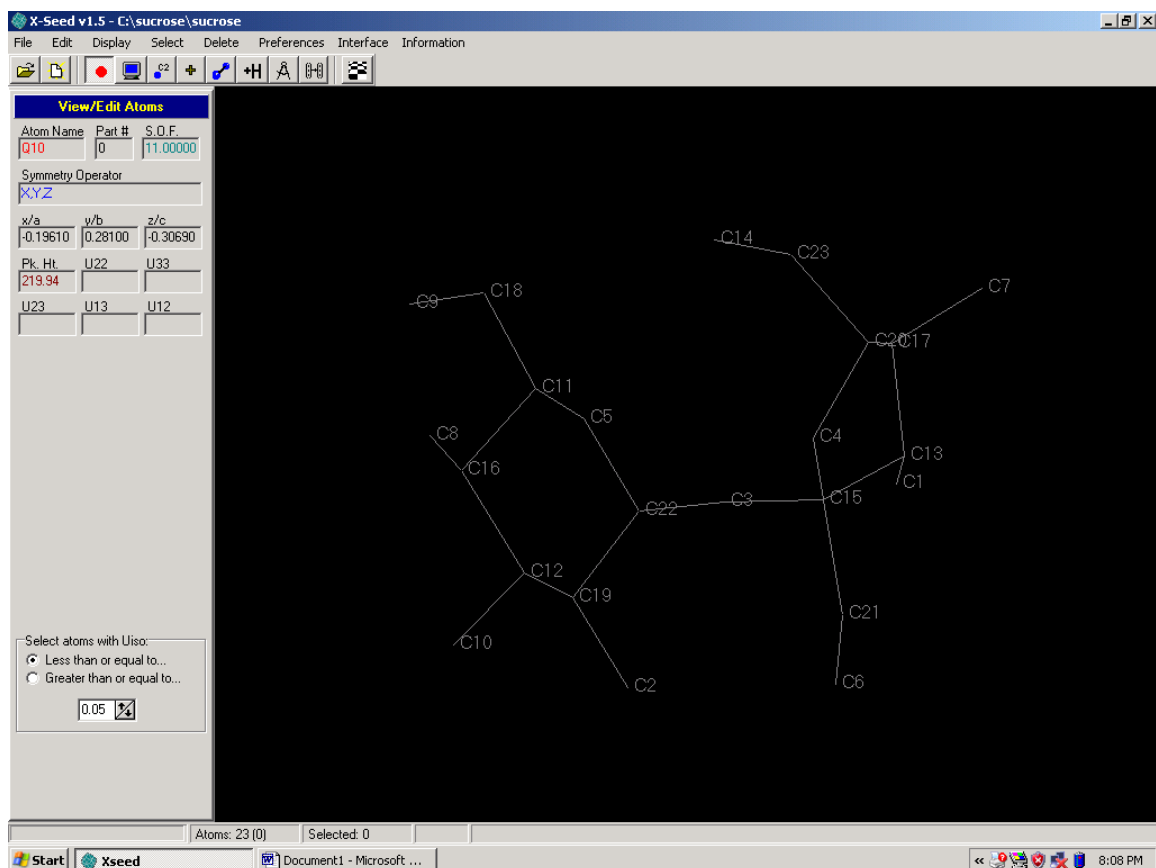 X-Seed v1.5 - C:\sucrose\sucrose
File Edit Display Select Delete Preferences Interface Information
C2 +H Å
View/Edit Atoms
Atom Name Part # S.O.F.
Q10 0 11.00000
Symmetry Operator
X,Y,Z
x/a y/b z/c
-0.19610 0.28100 -0.30690
Pk. Ht. U22 U33
219.94
U23 U13 U12
Select atoms with Uiso:
Less than or equal to...
Greater than or equal to...
0.05
C14
C23
C7
C18
C9
C20 C17
C11
C5
C8
C4
C13
C16
C1
C3 C15
C22
C12
C19
C21
C10
C2
C6
Atoms: 23 (0) Selected: 0
Start Xseed Document1 - Microsoft ... « 8:08 PM